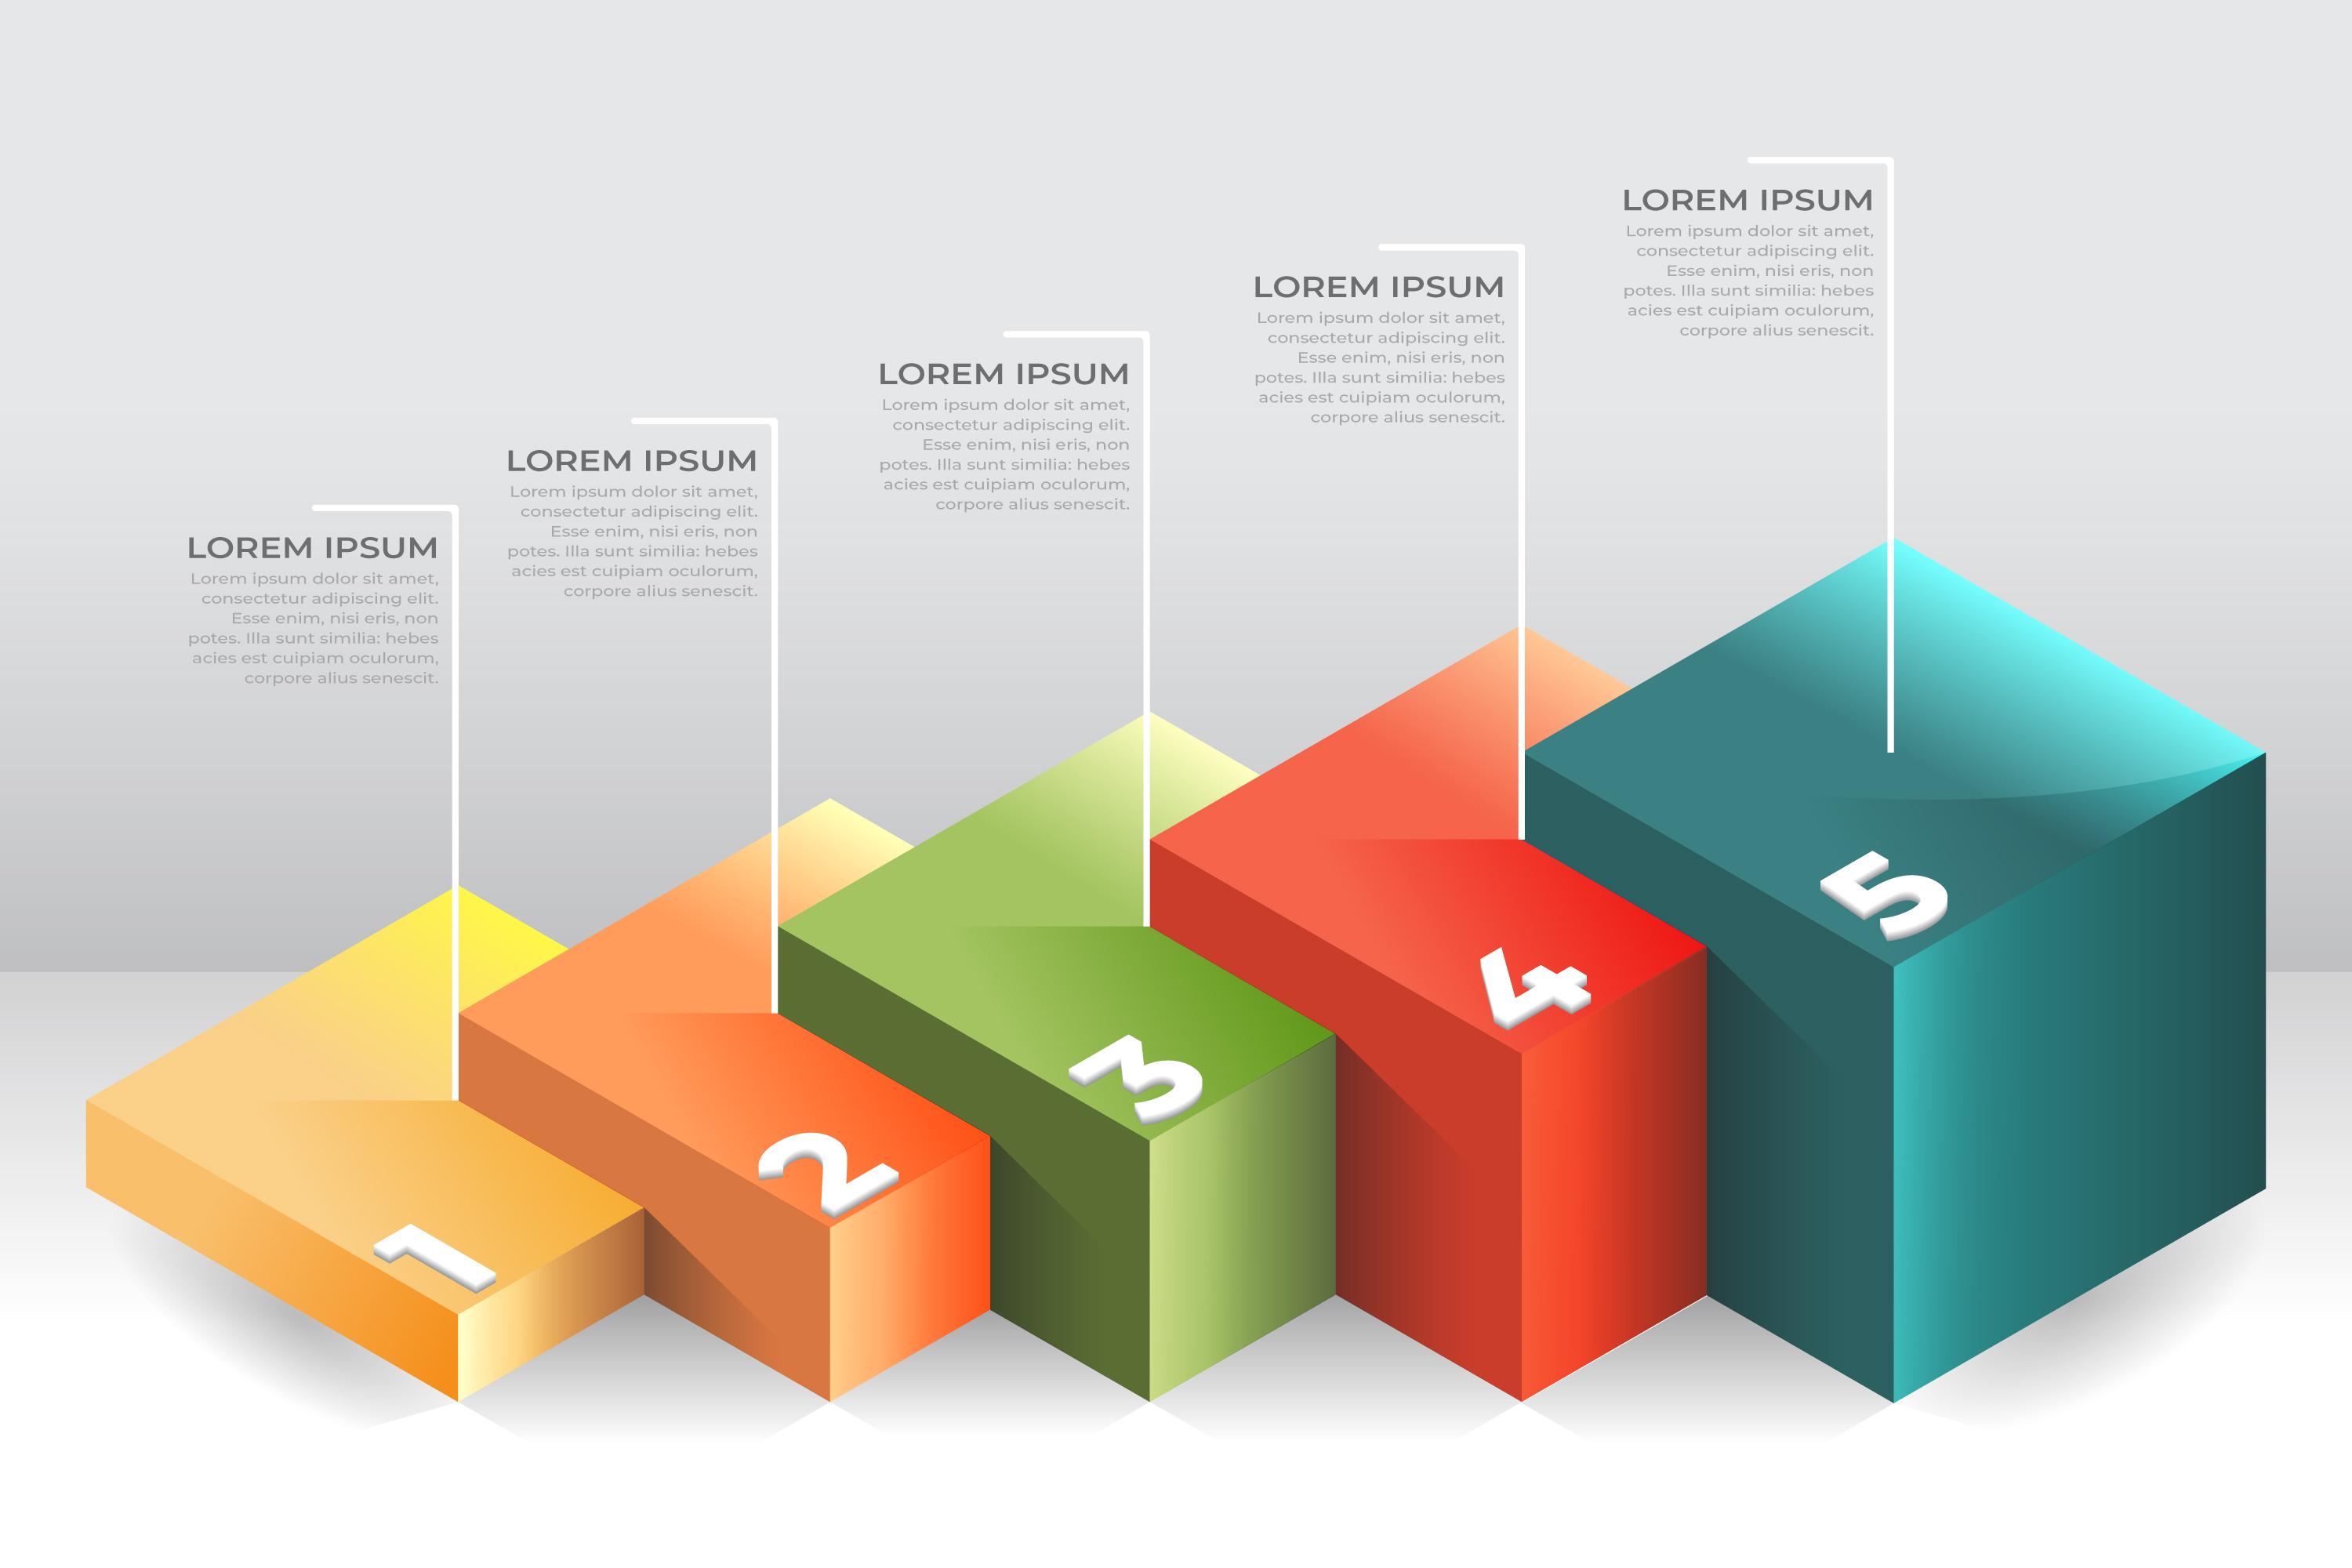 LOREM IPSUM
Lorem ipsum dolor sit amet,
consectetur adipiscing elit.
Esse enim, nisi eris, non
potes. Illa sunt similia: hebes
acies est cuipiam oculorum,
corpore alius senescit.
1
LOREM IPSUM
Lorem ipsum dolor sit amet,
consectetur adipiscing elit.
Esse enim, nisi eris, non
potes. Illa sunt similia: hebes
acies est cuipiam oculorum,
corpore alius senescit.
2
LOREM IPSUM
Lorem ipsum dolor sit amet,
consectetur adipiscing elit.
Esse enim, nisi eris, non
potes. Illa sunt similia: hebes
acies est cuipiam oculorum,
corpore alius senescit.
3
LOREM IPSUM
Lorem ipsum dolor sit amet,
consectetur adipiscing elit.
Esse enim, nisi eris, non
potes. Illa sunt similia: hebes
acies est cuipiam oculorum,
corpore alius senescit.
4
LOREM IPSUM
Lorem ipsum dolor sit amet,
consectetur adipiscing elit.
Esse enim, nisi eris, non
potes. Illa sunt similia: hebes
acies est cuipiam oculorum,
corpore alius senescit.
5